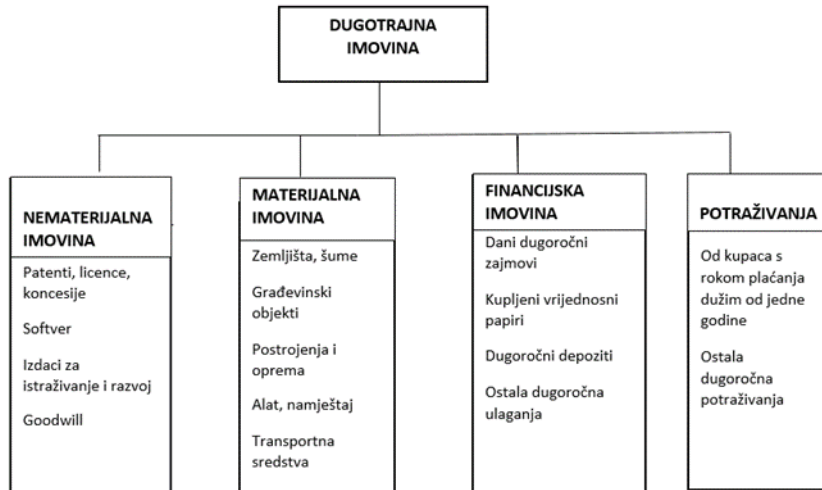 DUGOTRAJNA
IMOVINA
NEMATERIJALNA
IMOVINA
Patenti, licence,
koncesije
Softver
Izdaci za
istraživanje i razvoj
Goodwill
MATERIJALNA
IMOVINA
Zemljišta, šume
Građevinski
objekti
Postrojenja i
oprema
Alat, namještaj
Transportna
sredstva
FINANCIJSKA
IMOVINA
Dani dugoročni
zajmovi
Kupljeni vrijednosni
papiri
Dugoročni depoziti
Ostala dugoročna
ulaganja
POTRAŽIVANJA
Od kupaca s
rokom plaćanja
dužim od jedne
godine
Ostala
dugoročna
potraživanja